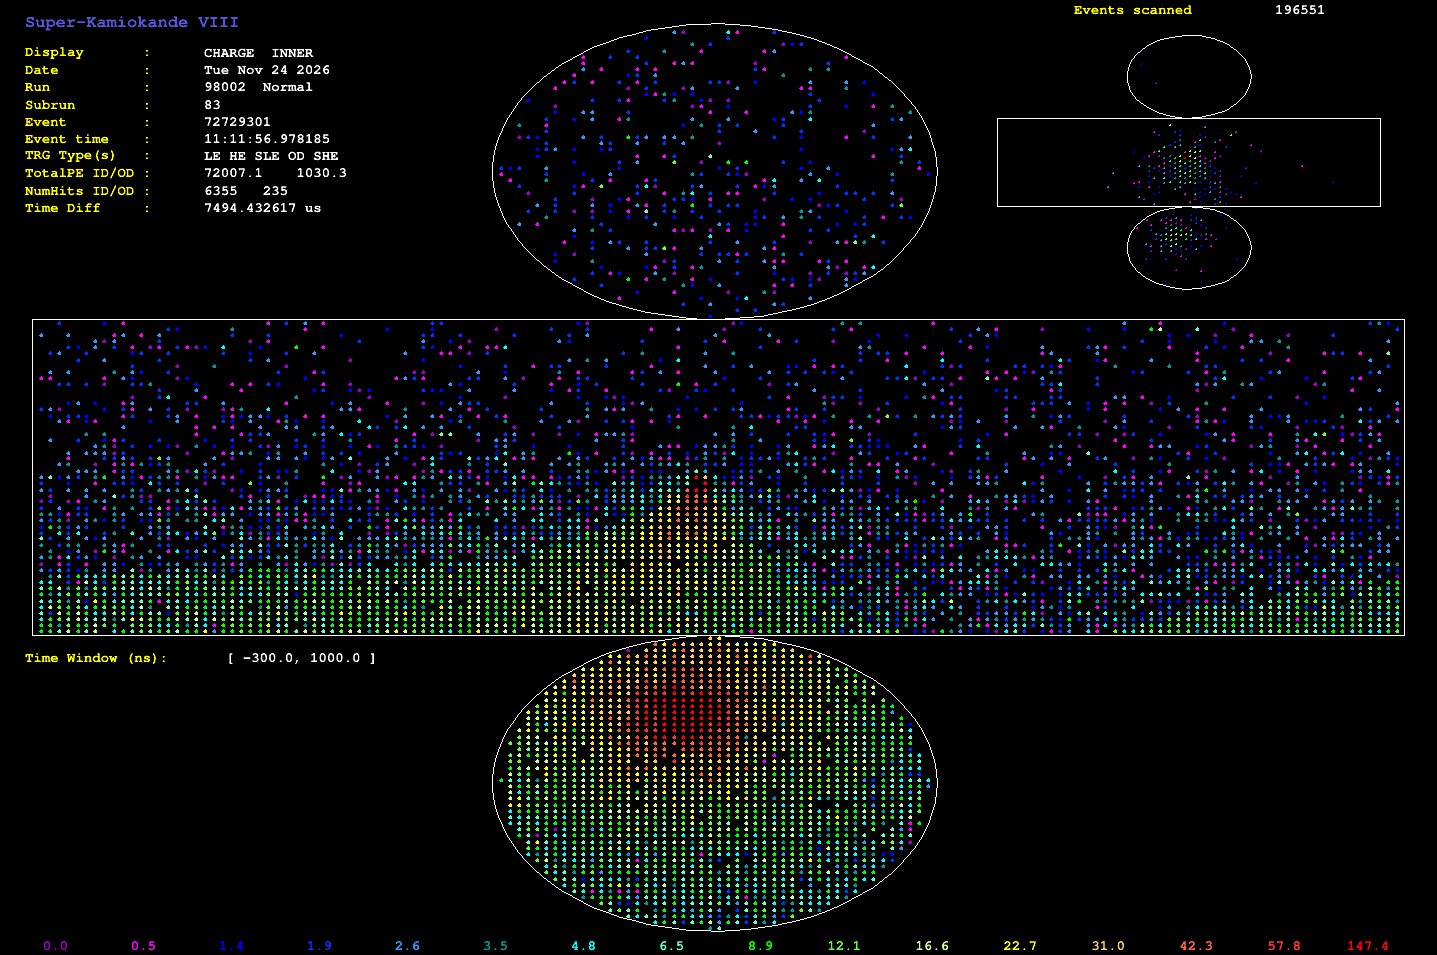 Super-Kamiokande VIII
Display : CHARGE INNER
Date : Tue Nov 24 2026
Run : 98002 Normal
Subrun : 83
Event : 72729301
Event time : 11:11:56.978185
TRG Type(s) : LE HE SLE OD SHE
TotalPE ID/OD : 72007.1 1030.3
NumHits ID/OD : 6355 235
Time Diff : 7494.432617 us
Events scanned 196551
Time Window (ns): [ -300.0, 1000.0 ]
0.0 0.5 1.4 1.9 2.6 3.5 4.8 6.5 8.9 12.1 16.6 22.7 31.0 42.3 57.8 147.4